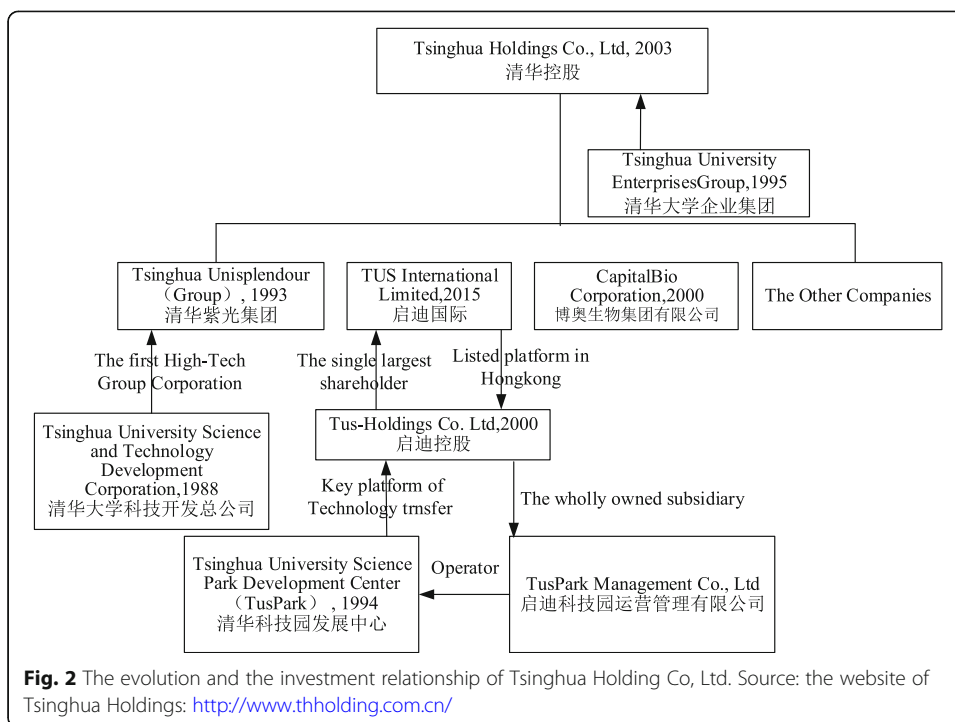 Tsinghua Holdings Co., Ltd, 2003
清华控股
Tsinghua University
EnterprisesGroup,1995
清华大学企业集团
Tsinghua Unisplendour
（Group）, 1993
清华紫光集团
TUS International
Limited,2015
启迪国际
CapitalBio
Corporation,2000
博奥生物集团有限公司
The Other Companies
The first High-Tech
Group Corporation
The single largest
shareholder
Listed platform in
Hongkong
Tsinghua University Science
and Technology
Development
Corporation,1988
清华大学科技开发总公司
Tus-Holdings Co. Ltd,2000
启迪控股
Key platform of
Technology trnsfer
The wholly owned subsidiary
Tsinghua University Science
Park Development Center
（TusPark）, 1994
清华科技园发展中心
Operator
TusPark Management Co., Ltd
启迪科技园运营管理有限公司
Fig. 2 The evolution and the investment relationship of Tsinghua Holding Co, Ltd. Source: the website of
Tsinghua Holdings: http://www.thholding.com.cn/